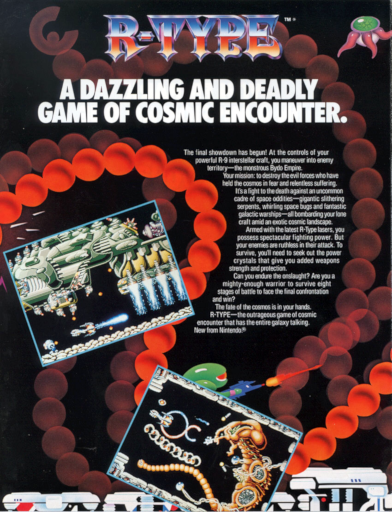 R-TYPE ™®
A DAZZLING AND DEADLY
GAME OF COSMIC ENCOUNTER.
The final showdown has begun! At the controls of your
powerful R-9 interstellar craft, you maneuver into enemy
territory—the monstrous Bydo Empire.
Your mission: to destroy the evil forces who have
held the cosmos in fear and relentless suffering.
It's a fight to the death against an uncommon
cadre of space oddities—gigantic slithering
serpents, whirling space bugs and fantastic
galactic warships—all bombarding your lone
craft amid an exotic cosmic landscape.
Armed with the latest R-Type lasers, you
possess spectacular fighting power. But
your enemies are ruthless in their attack. To
survive, you'll need to seek out the power
crystals that give you added weapons
strength and protection.
Can you endure the onslaught? Are you a
mighty-enough warrior to survive eight
stages of battle to face the final confrontation
and win?
The fate of the cosmos is in your hands.
R-TYPE—the outrageous game of cosmic
encounter that has the entire galaxy talking.
New from Nintendo®